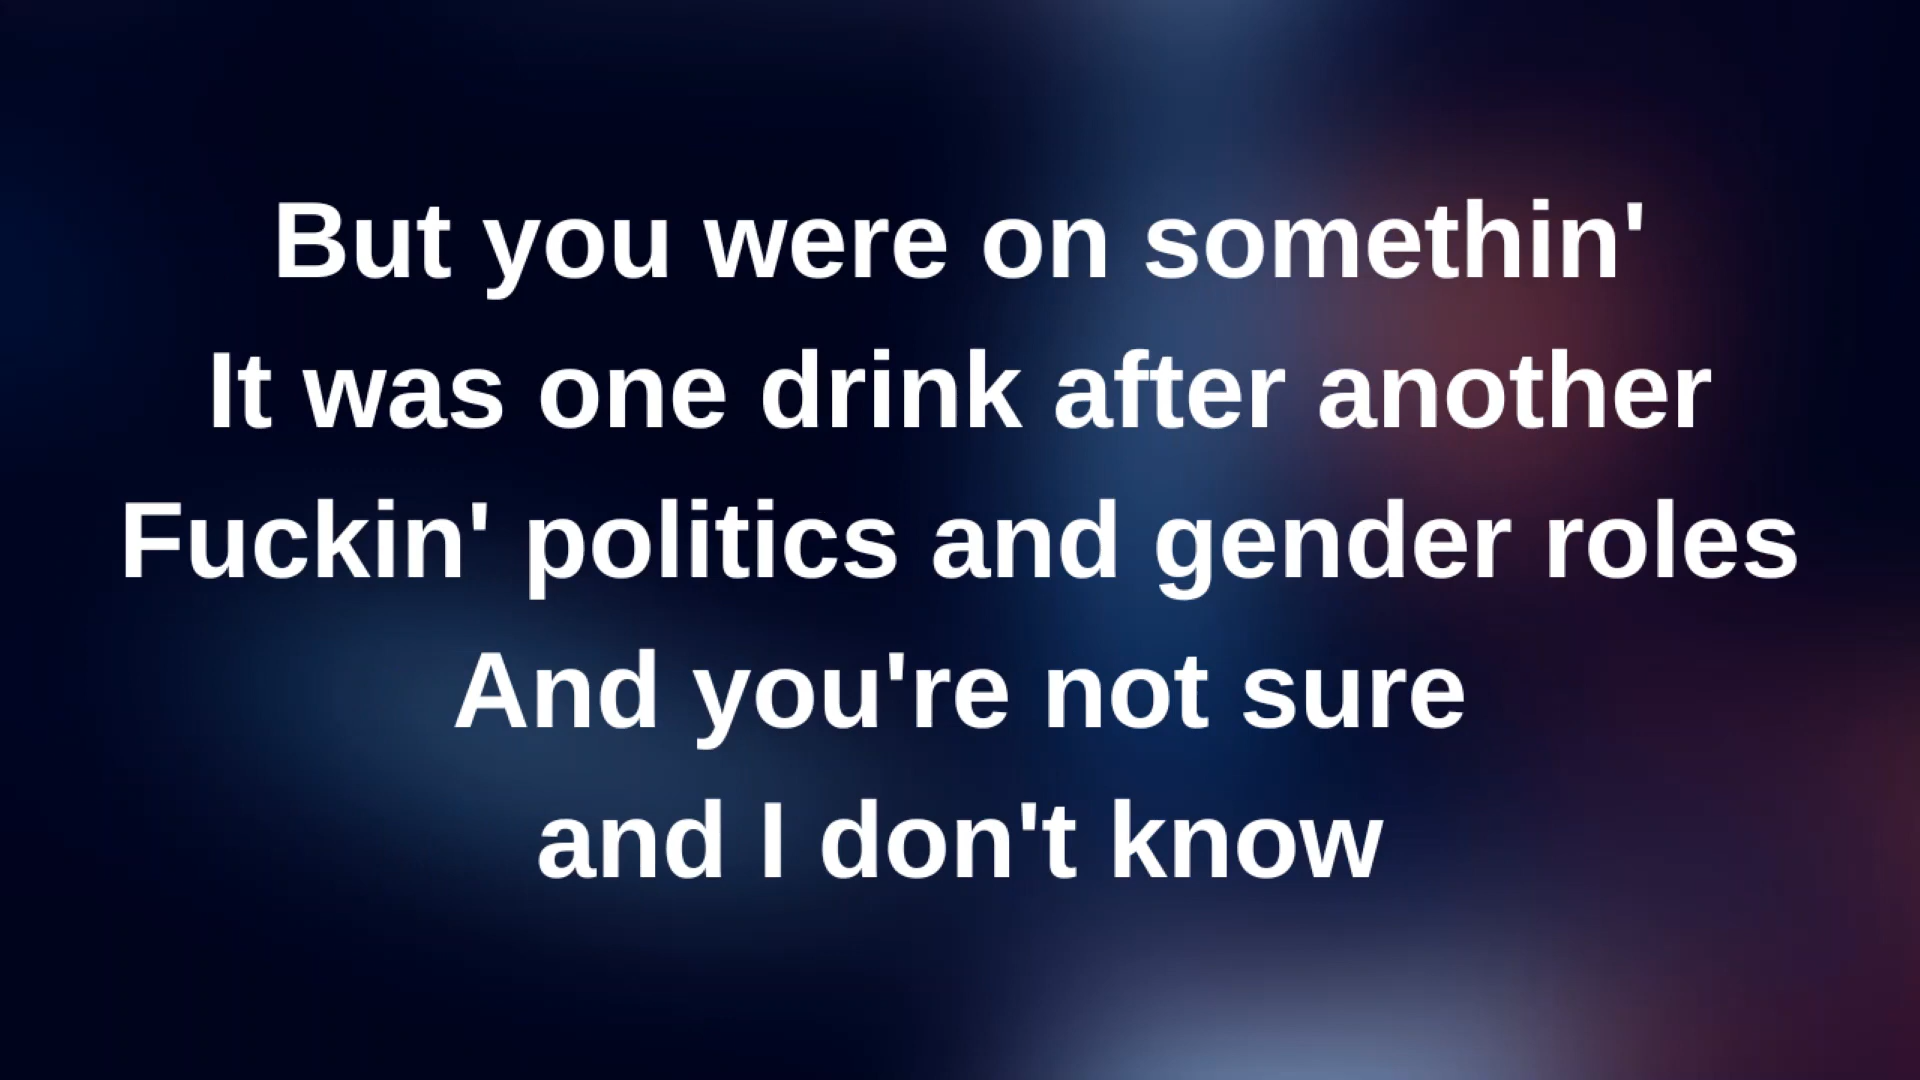 But you were on somethin'
It was one drink after another
Fuckin' politics and gender roles
And you're not sure
and I don't know